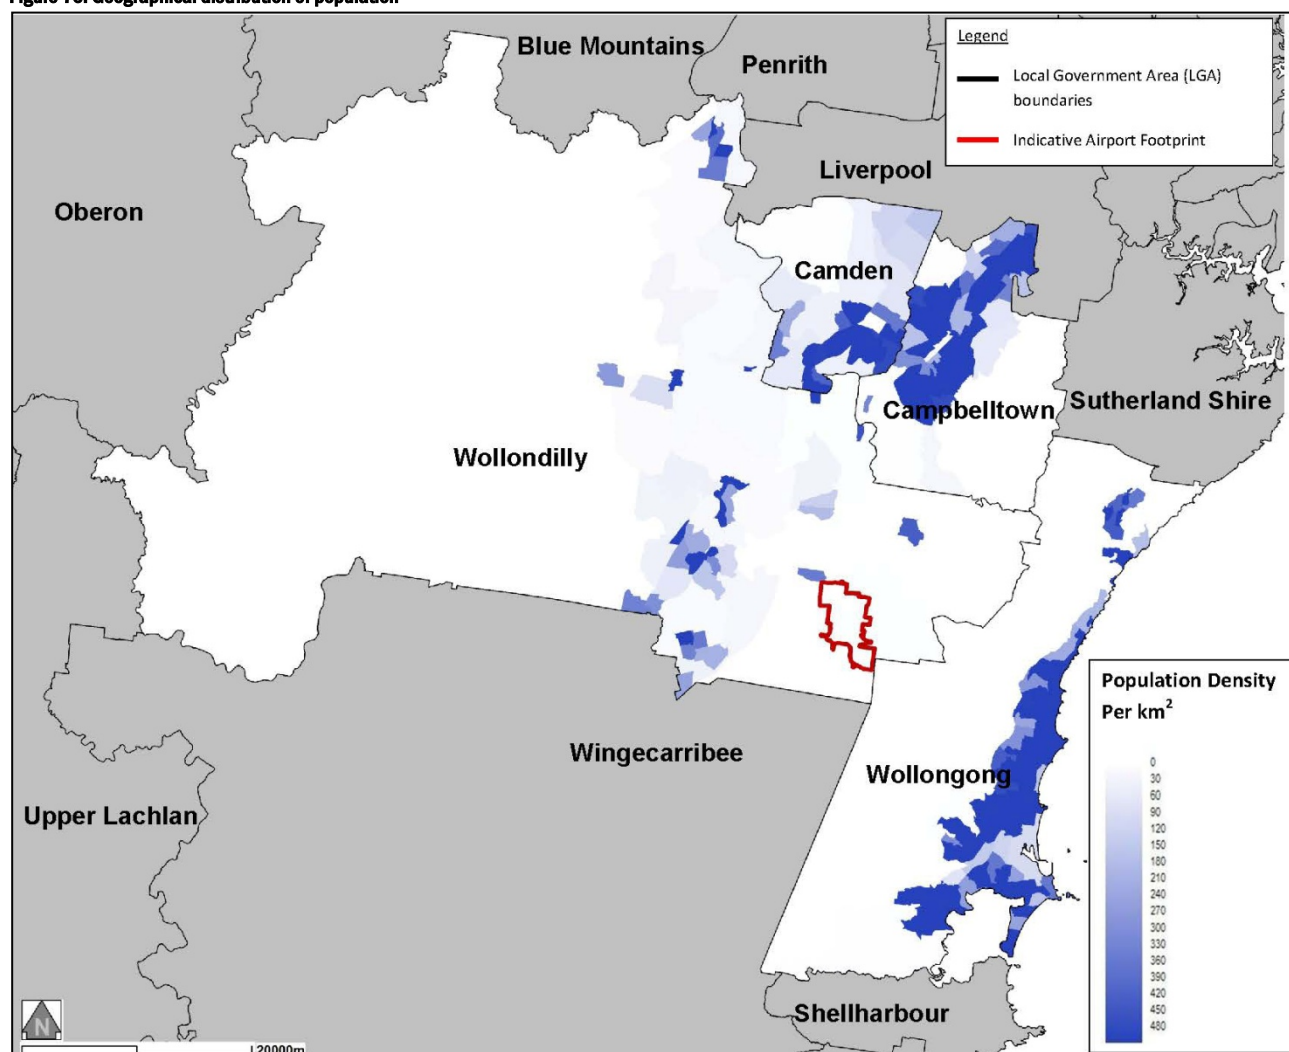 Blue Mountains
Penrith
Legend
Local Government Area (LGA)
boundaries
Indicative Airport Footprint
Liverpool
Oberon
Camden
Campbelltown
Sutherland Shire
Wollondilly
Population Density
Per km²
0
30
60
90
120
150
180
210
240
270
300
330
360
390
420
450
480
Wingecarribee
Wollongong
Upper Lachlan
Shellharbour
N
20000m